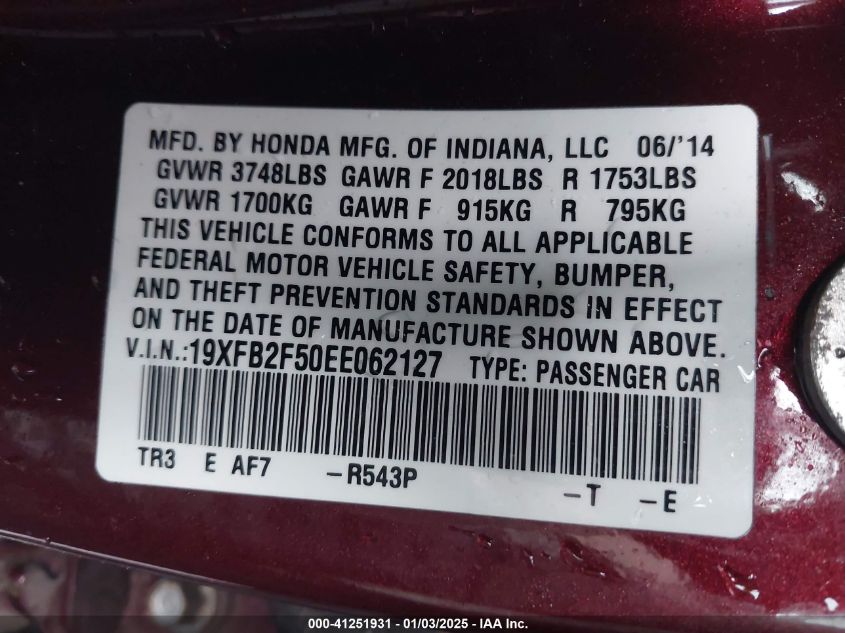 MFD. BY HONDA MFG. OF INDIANA, LLC 06/'14
GVWR 3748LBS GAWR F 2018LBS R 1753LBS
GVWR 1700KG GAWR F 915KG R 795KG
THIS VEHICLE CONFORMS TO ALL APPLICABLE
FEDERAL MOTOR VEHICLE SAFETY, BUMPER,
AND THEFT PREVENTION STANDARDS IN EFFECT
ON THE DATE OF MANUFACTURE SHOWN ABOVE.
V.I.N.:19XFB2F50EE062127 TYPE: PASSENGER CAR
TR3 E AF7 -R543P -T -E
000-41251931 - 01/03/2025 - IAAI Inc.